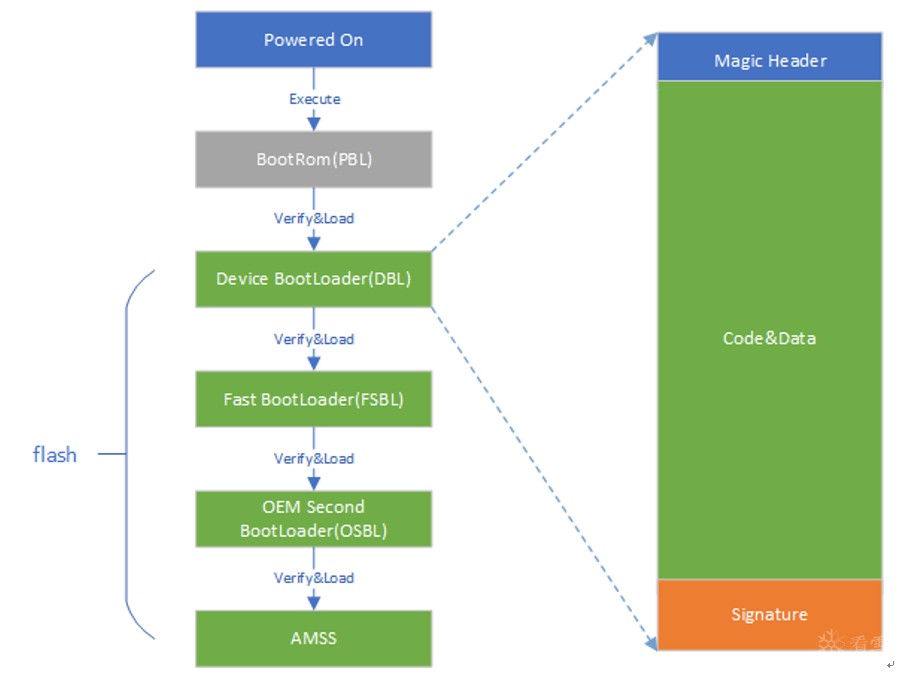 Powered On
Execute
BootRom(PBL)
Verify&Load
Device BootLoader(DBL)
Verify&Load
Fast BootLoader(FSBL)
Verify&Load
OEM Second
BootLoader(OSBL)
Verify&Load
AMSS
flash
Magic Header
Code&Data
Signature
看雪